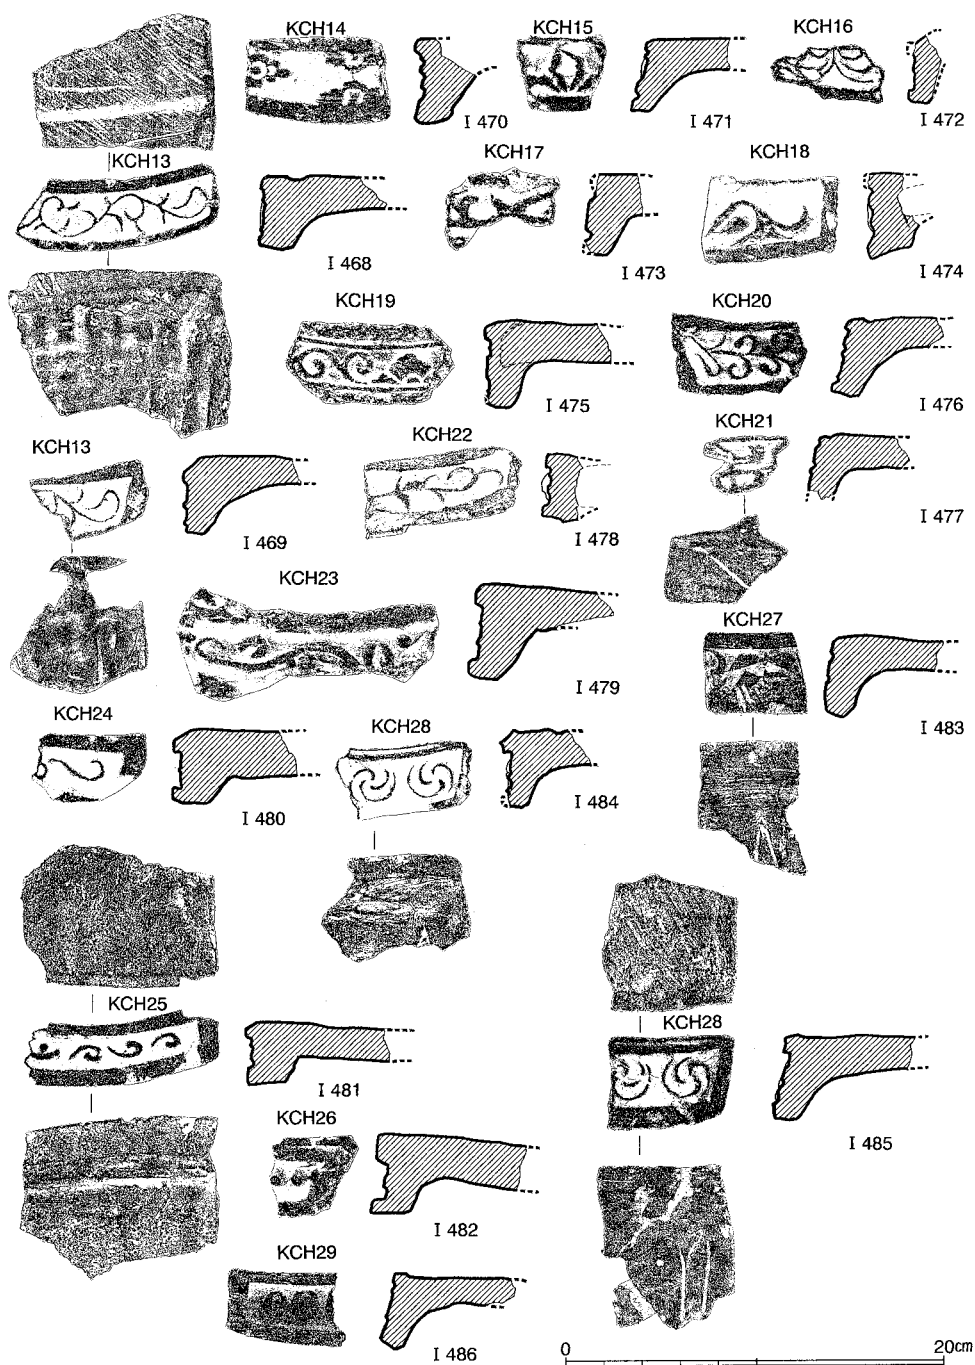 KCH14
KCH15
KCH16
I 470
I 471
I 472
KCH13
KCH17
KCH18
I 468
I 473
I 474
KCH19
KCH20
I 475
I 476
KCH13
KCH22
KCH21
I 469
I 478
I 477
KCH23
KCH27
I 479
I 483
KCH24
KCH28
I 480
I 484
KCH25
KCH28
I 481
KCH26
I 485
I 482
KCH29
I 486
0 20cm